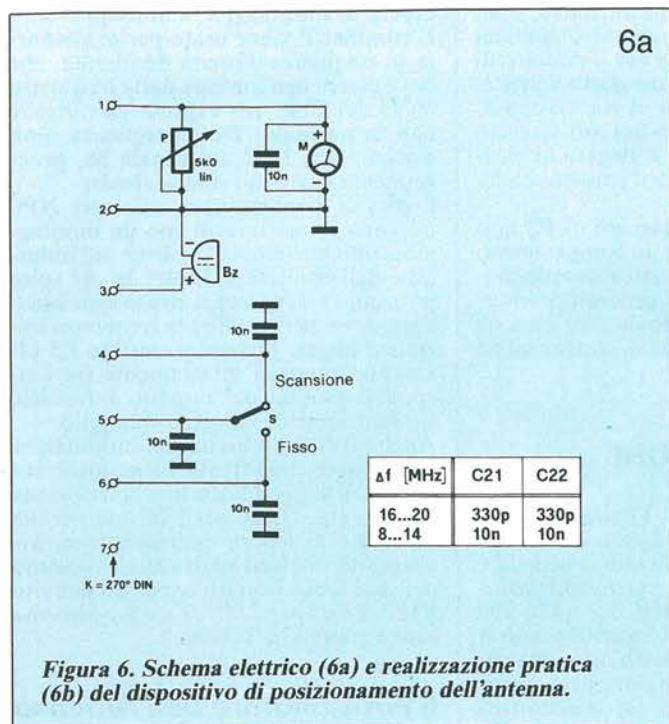 6a
1
P
5kΩ
lin
10n
+
M
−
2
−
Bz
+
3
10n
4
Scansione
5
S
10n
Fisso
6
10n
7
K = 270° DIN
Δf [MHz] C21 C22
16...20 330p 330p
8...14 10n 10n
Figura 6. Schema elettrico (6a) e realizzazione pratica
(6b) del dispositivo di posizionamento dell'antenna.